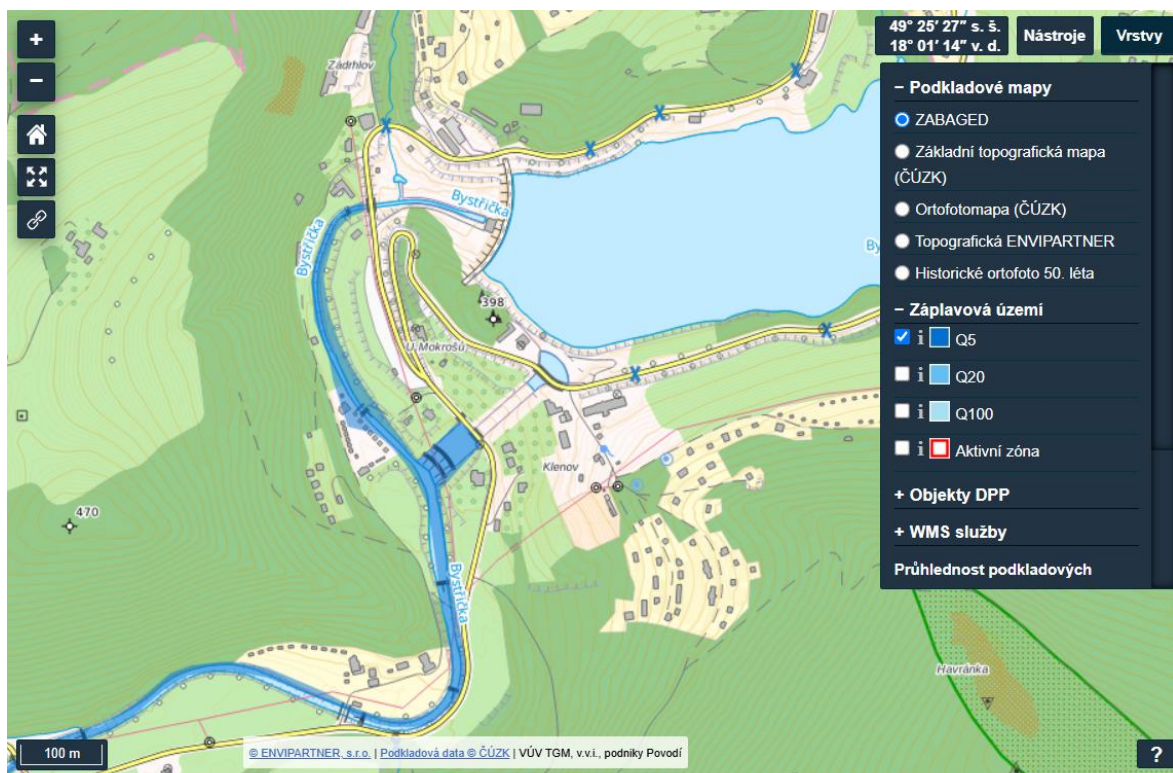 +
−
49° 25′ 27″ s. š.
18° 01′ 14″ v. d.
Nástroje
Vrstvy
− Podkladové mapy
ZABAGED
Základní topografická mapa
(ČÚZK)
Ortofotomapa (ČÚZK)
Topografická ENVIPARTNER
Historické ortofoto 50. léta
− Záplavová území
i Q5
i Q20
i Q100
i Aktivní zóna
+ Objekty DPP
+ WMS služby
Průhlednost podkladových
Zádrhlov
Bystřička
Bystřička
By
398
U Mokrošů
Klenov
470
Bystřička
Havránka
100 m
© ENVIPARTNER, s.r.o. | Podkladová data © ČÚZK | VÚV TGM, v.v.i., podniky Povodí
?